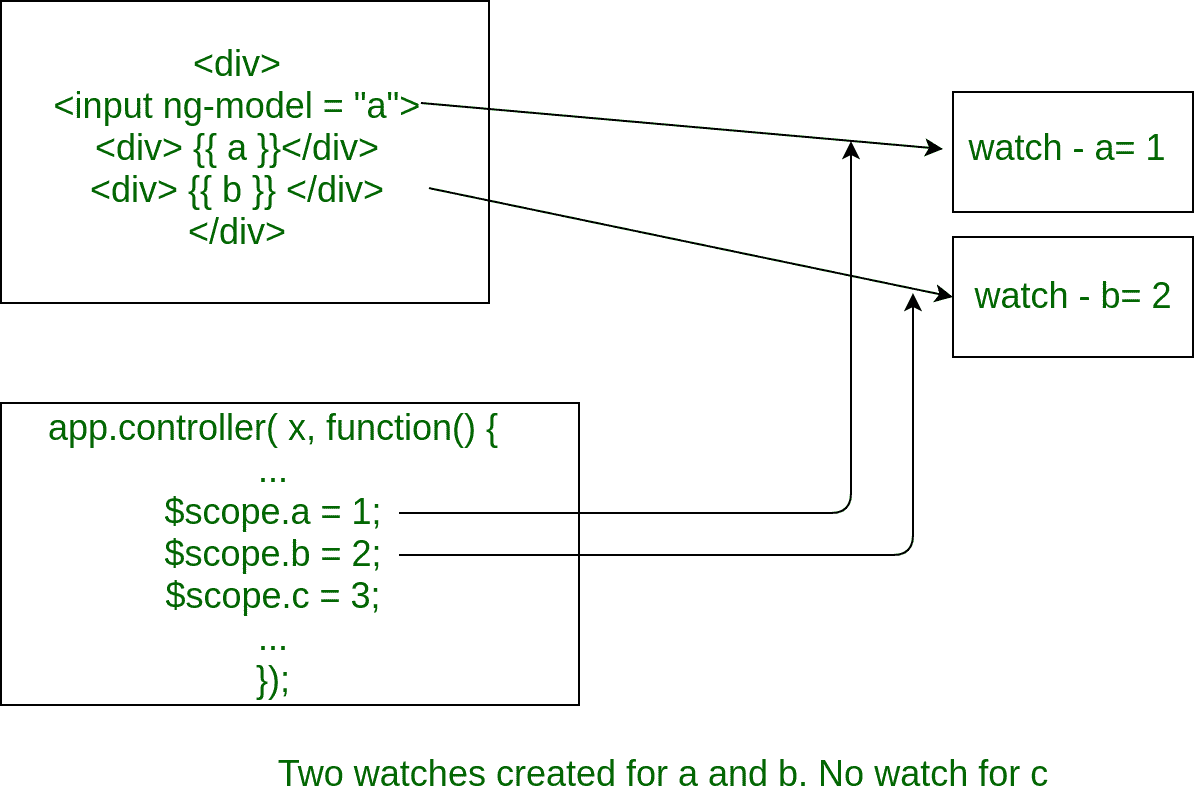 <div>
<input ng-model = "a">
<div> {{ a }}</div>
<div> {{ b }} </div>
</div>
watch - a= 1
watch - b= 2
app.controller( x, function() {
...
$scope.a = 1;
$scope.b = 2;
$scope.c = 3;
...
});
Two watches created for a and b. No watch for c